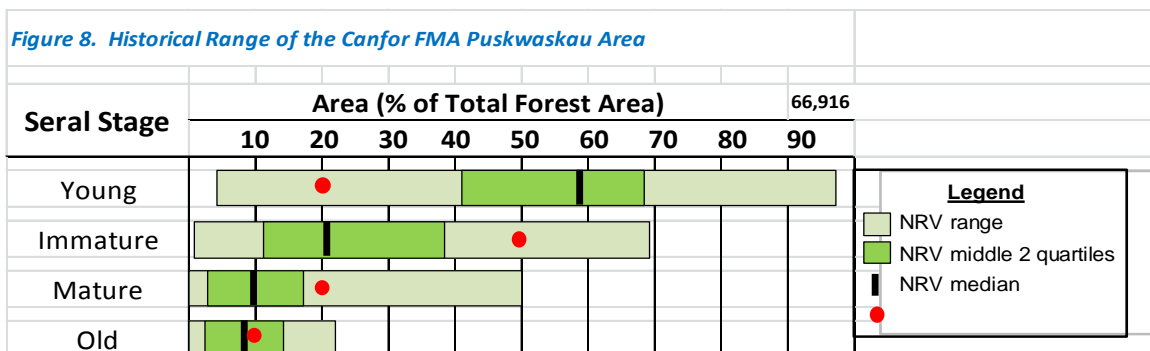 Figure 8. Historical Range of the Canfor FMA Puskwaskau Area
Seral Stage
Area (% of Total Forest Area) 66,916
10 20 30 40 50 60 70 80 90
Young
Immature
Mature
Old
Legend
NRV range
NRV middle 2 quartiles
NRV median